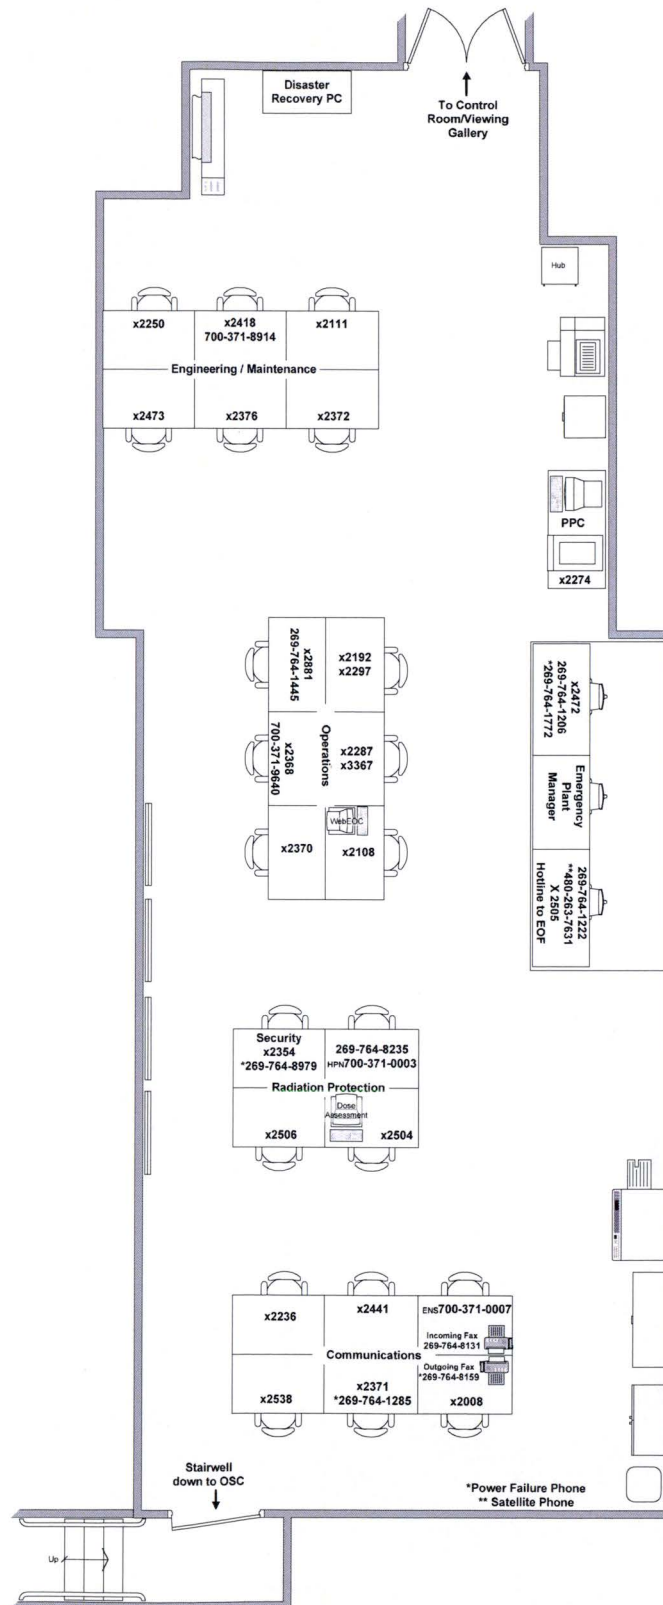 Disaster
Recovery PC
To Control
Room/Viewing
Gallery
Hub
x2250
x2418
700-371-8914
x2111
Engineering / Maintenance
x2473
x2376
x2372
PPC
x2274
x2881
269-764-1445
x2192
x2297
x2368
700-371-9640
Operations
x2287
x3367
WebEOC
x2370
x2108
x2472
269-764-1206
*269-764-1772
Emergency
Plant
Manager
269-764-1222
**480-263-7631
X 2505
Hotline to EOF
Security
x2354
*269-764-8979
269-764-8235
HPN700-371-0003
Radiation Protection
Dose
Assessment
x2506
x2504
x2236
x2441
ENS700-371-0007
Incoming Fax
269-764-8131
Communications
Outgoing Fax
*269-764-8159
x2538
x2371
*269-764-1285
x2008
Stairwell
down to OSC
*Power Failure Phone
** Satellite Phone
Up